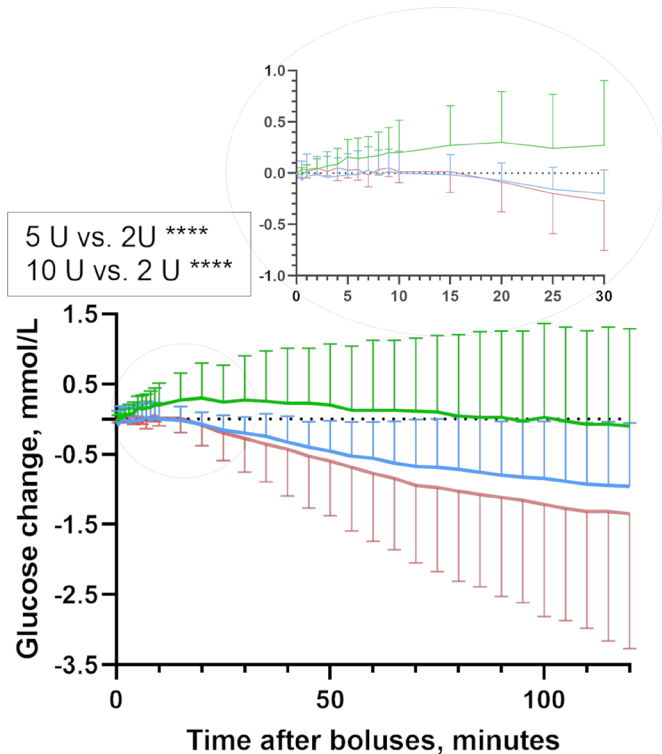 1.0
0.5
0.0
-0.5
-1.0
0 5 10 15 20 25 30
5 U vs. 2U ****
10 U vs. 2 U ****
1.5
0.5
-0.5
-1.5
-2.5
-3.5
Glucose change, mmol/L
0 50 100
Time after boluses, minutes